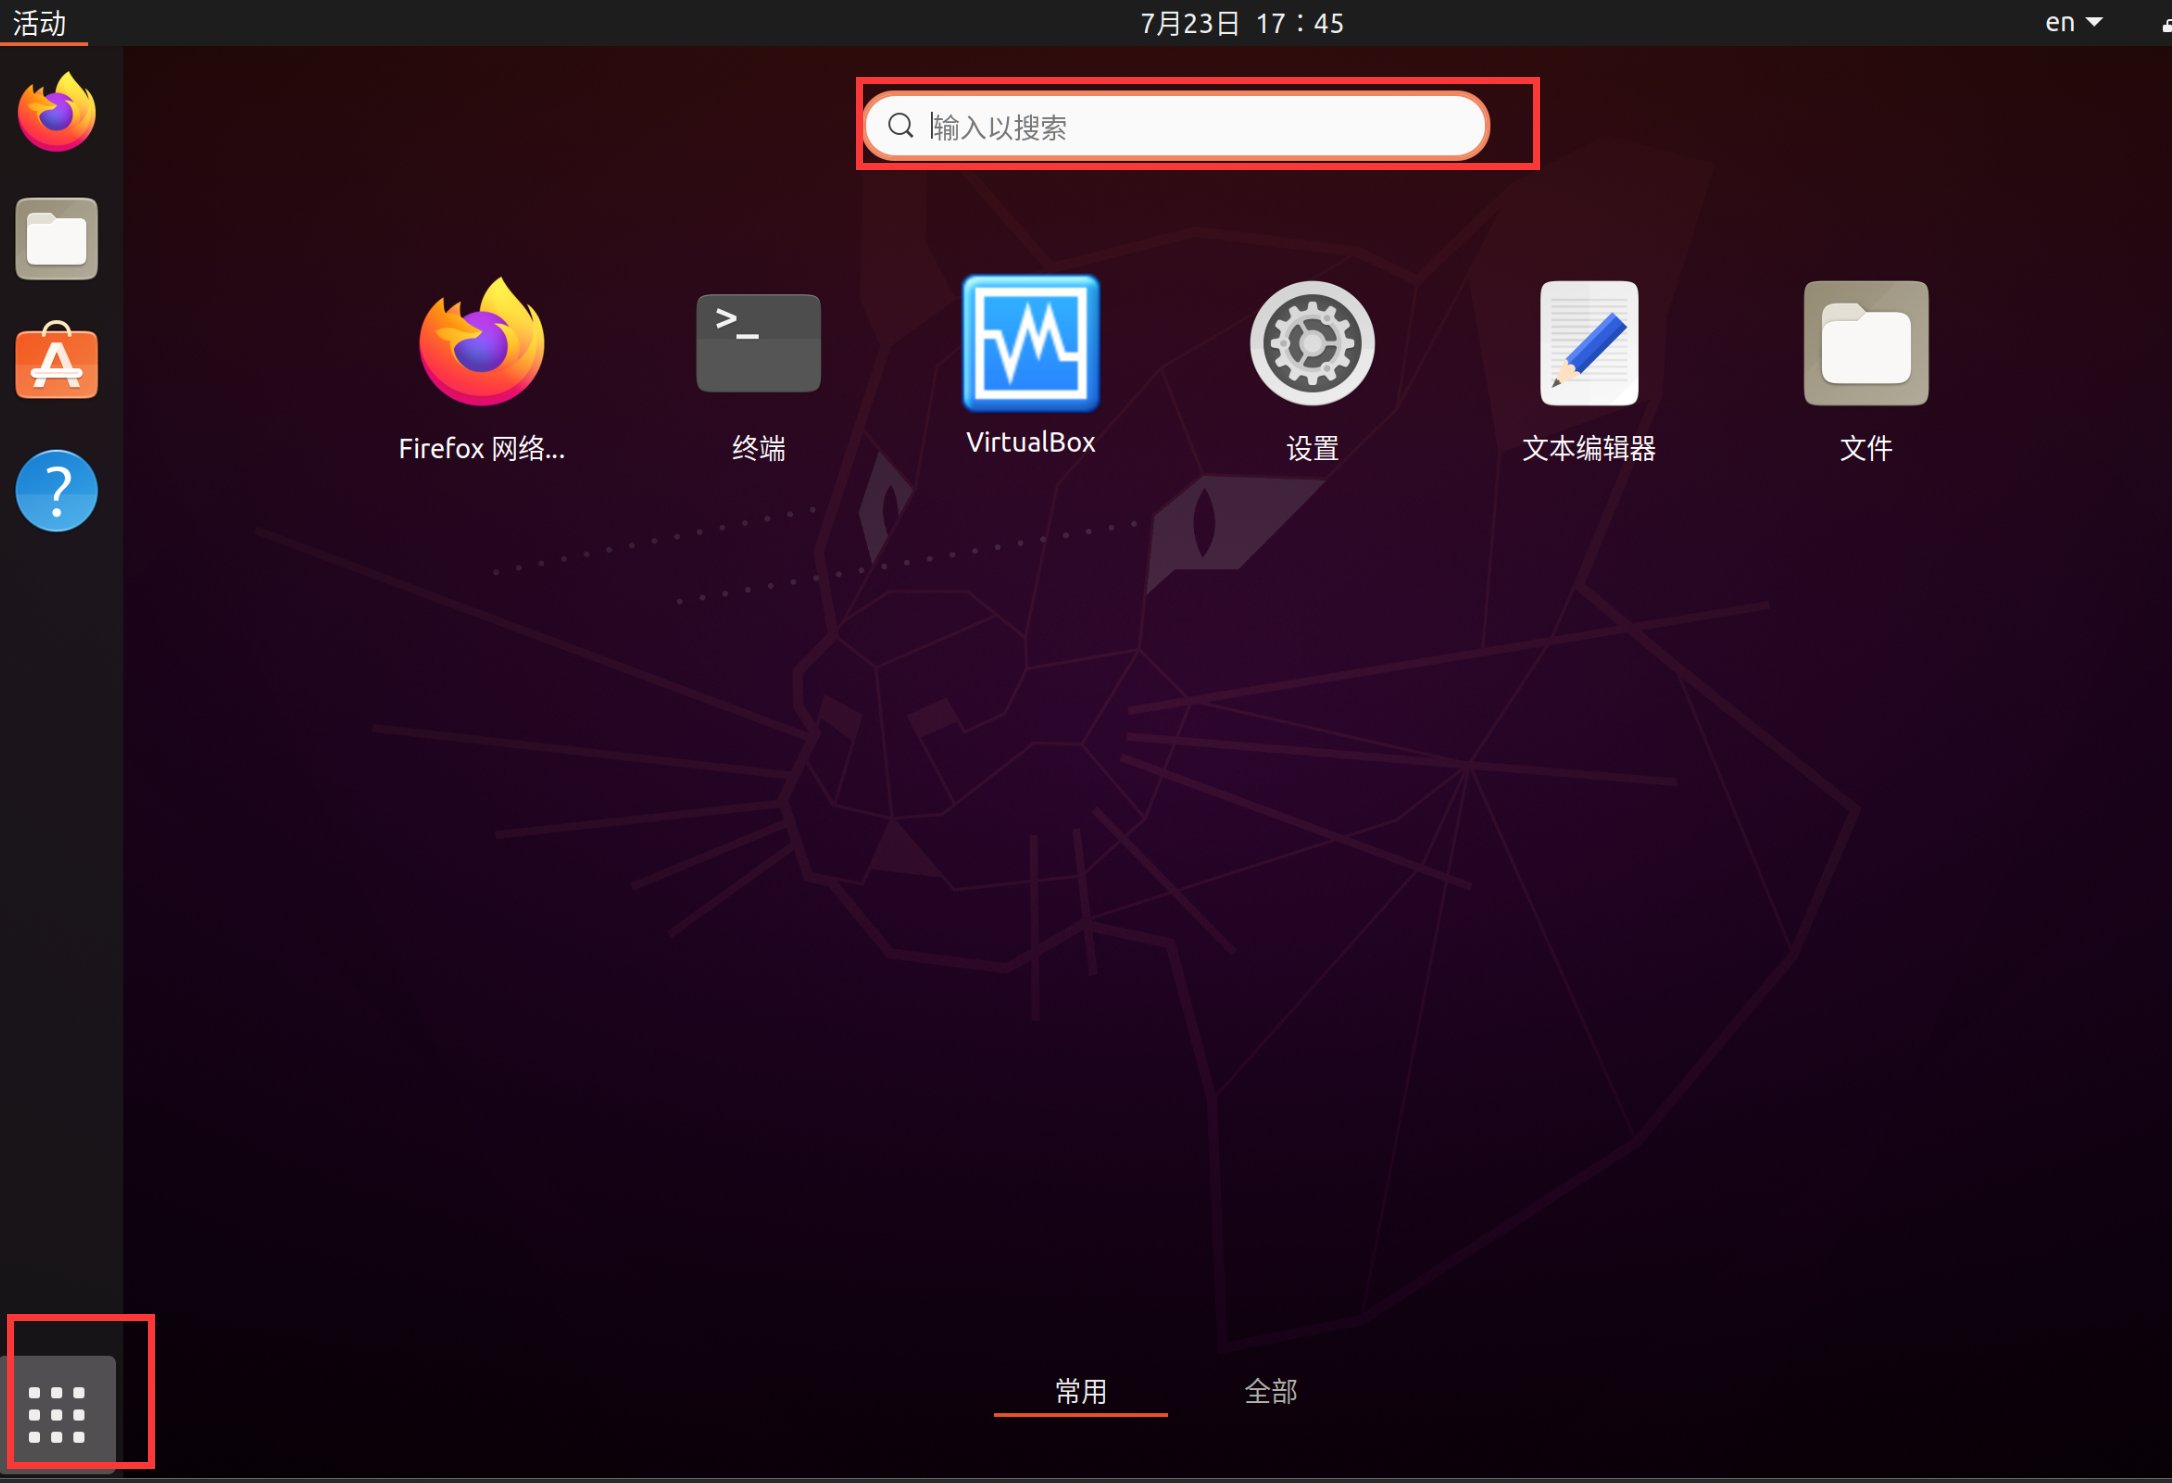 活动
7月23日 17：45
en
输入以搜索
Firefox 网络...
终端
VirtualBox
设置
文本编辑器
文件
常用
全部